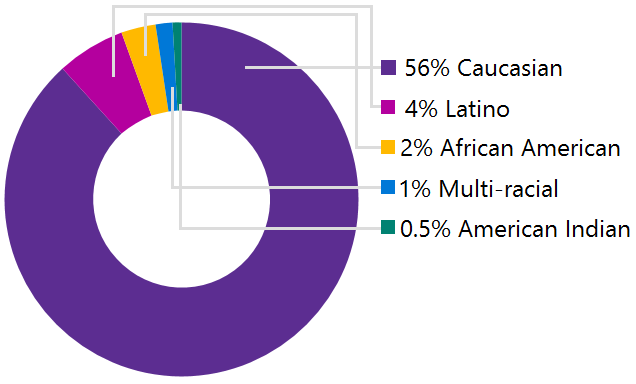 56% Caucasian
4% Latino
2% African American
1% Multi-racial
0.5% American Indian